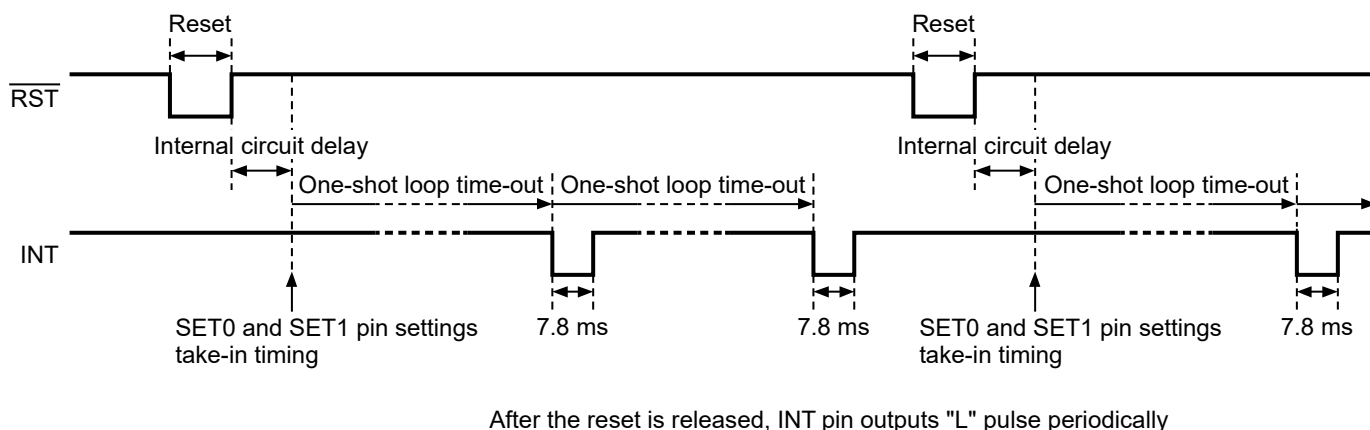 Reset
Reset
RST
Internal circuit delay
Internal circuit delay
One-shot loop time-out
One-shot loop time-out
One-shot loop time-out
INT
SET0 and SET1 pin settings
take-in timing
7.8 ms
7.8 ms
SET0 and SET1 pin settings
take-in timing
7.8 ms
After the reset is released, INT pin outputs "L" pulse periodically